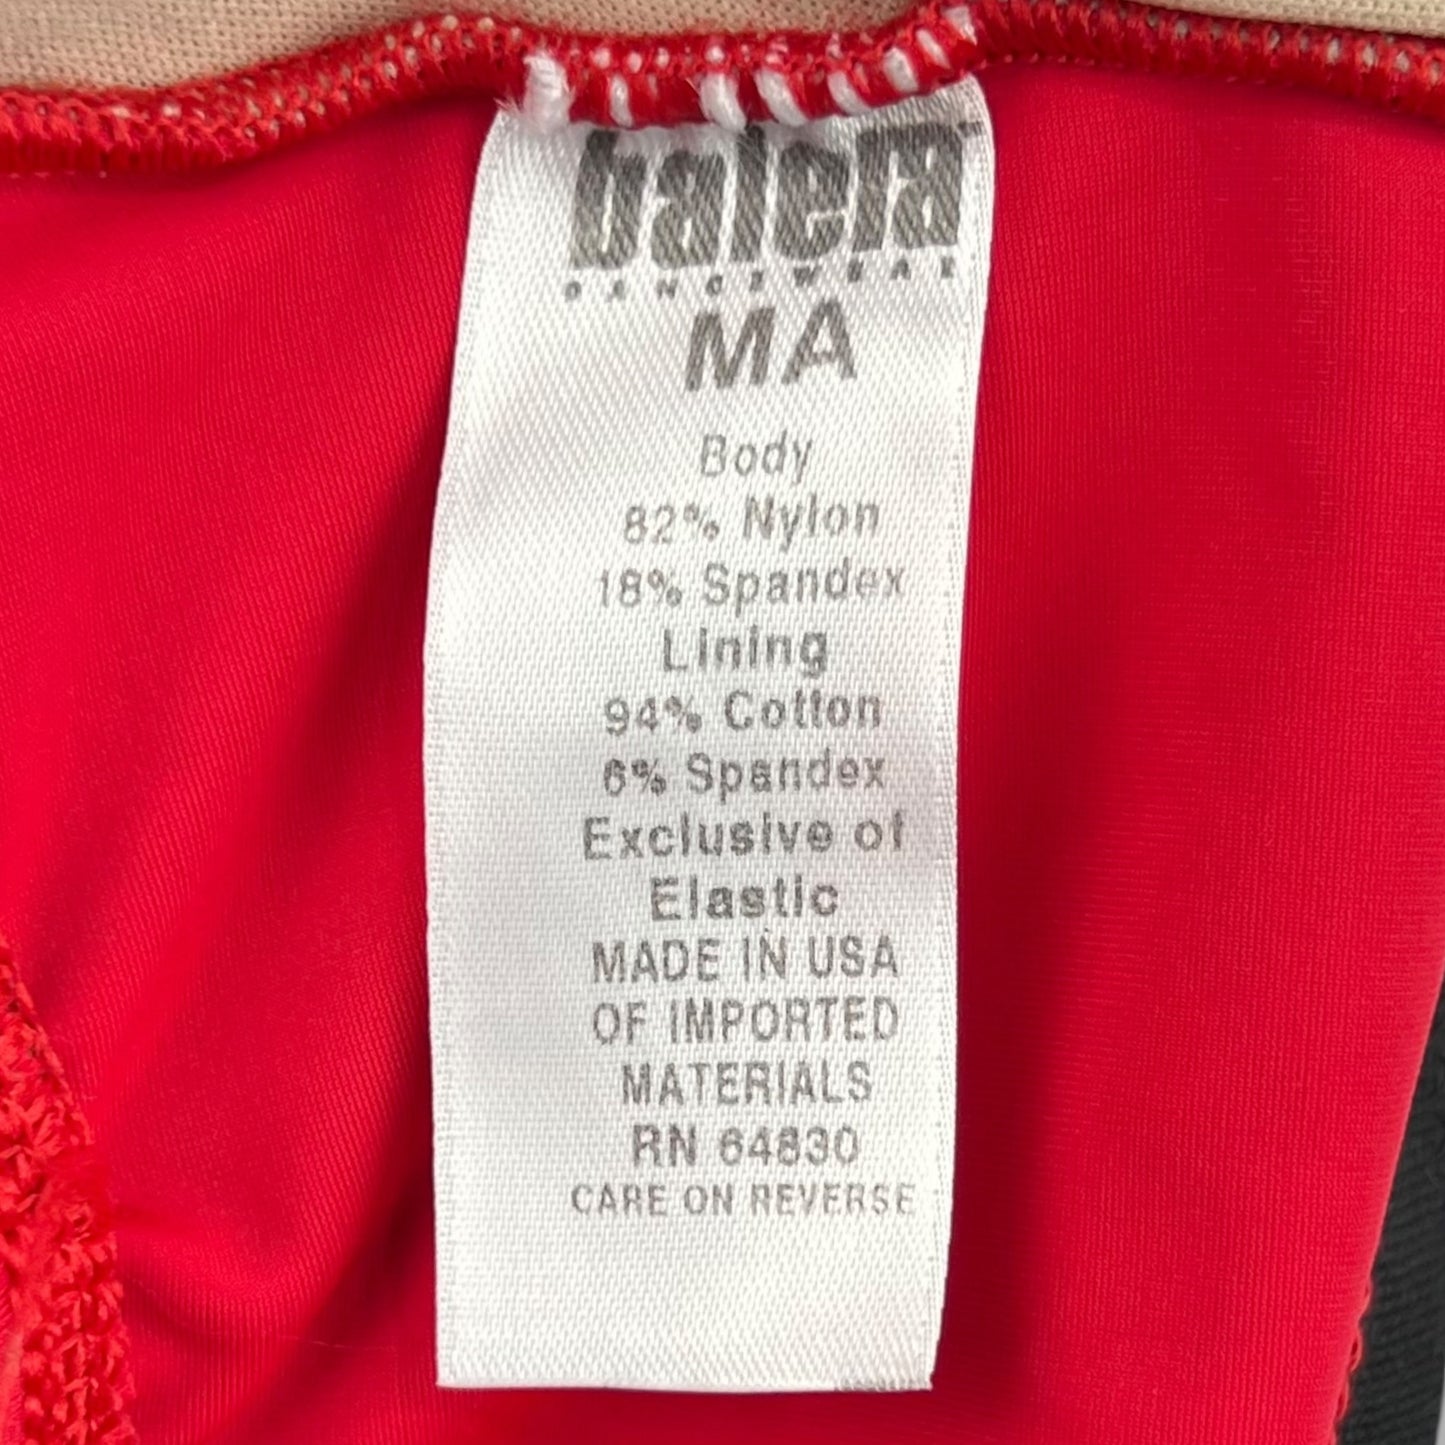 balera™
DANCEWEAR
MA
Body
82% Nylon
18% Spandex
Lining
94% Cotton
6% Spandex
Exclusive of
Elastic
MADE IN USA
OF IMPORTED
MATERIALS
RN 64830
CARE ON REVERSE